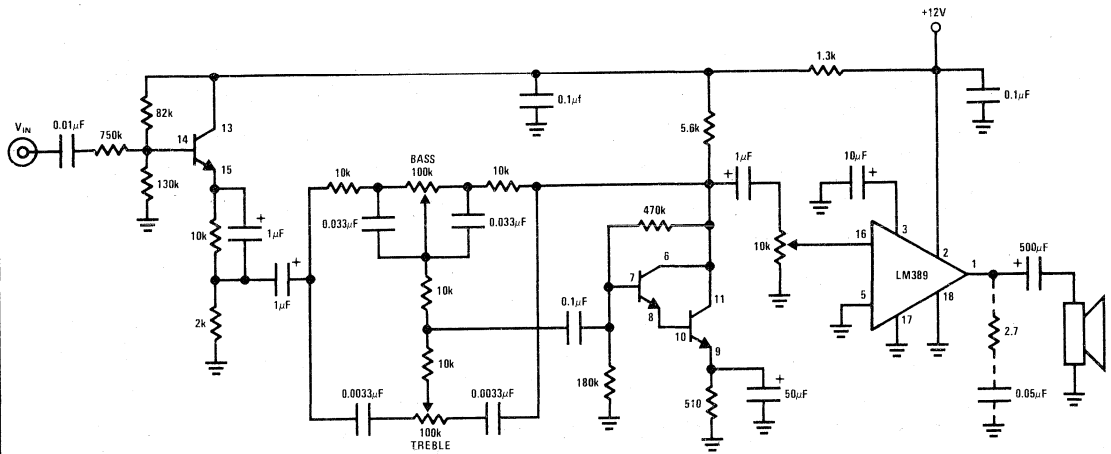 +12V
1.3k
0.1µf
0.1µF
VIN
0.01µF
750k
82k
13
14
15
130k
5.6k
10k
BASS
100k
10k
1µF
+
10µF
+
0.033µF
0.033µF
470k
10k
16
3
2
1
LM389
5
17
18
500µF
+
10k
+
1µF
+
1µF
10k
0.1µF
7
6
8
11
10
9
2.7
2k
10k
180k
510
+
50µF
0.05µF
0.0033µF
0.0033µF
100k
TREBLE